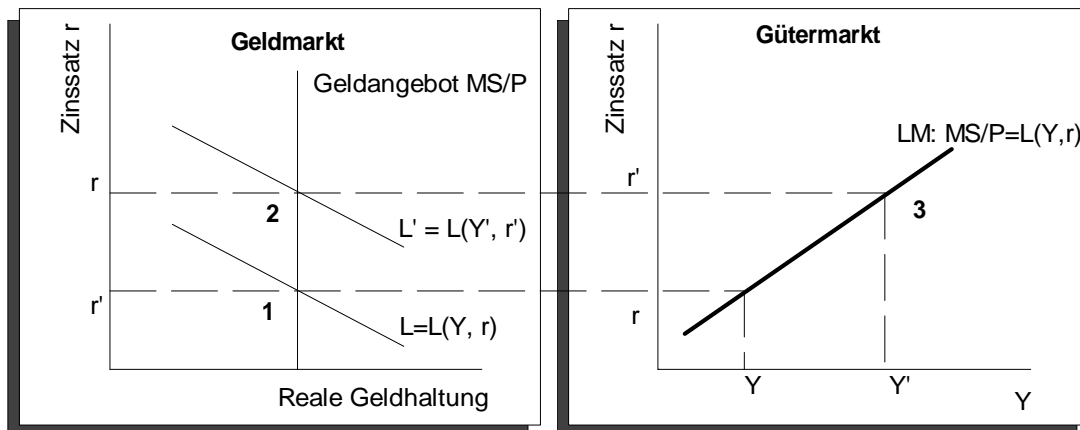 Zinssatz r
Geldmarkt
Geldangebot MS/P
r
2
L' = L(Y', r')
r'
1
L=L(Y, r)
Reale Geldhaltung
Zinssatz r
Gütermarkt
LM: MS/P=L(Y,r)
r'
3
r
Y
Y'
Y